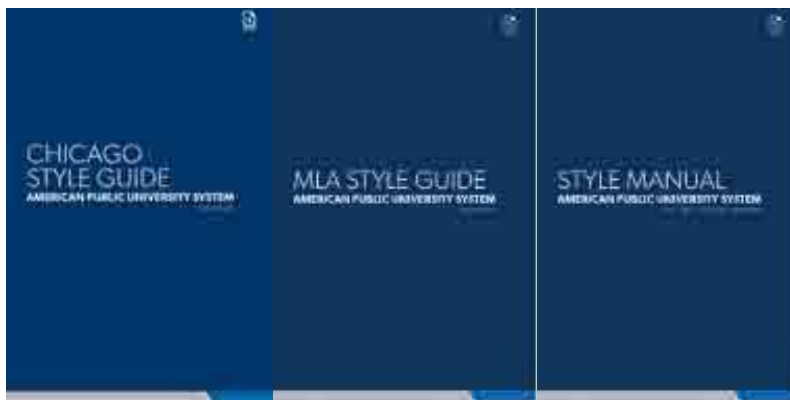 CHICAGO
STYLE GUIDE
AMERICAN PUBLIC UNIVERSITY SYSTEM
MLA STYLE GUIDE
AMERICAN PUBLIC UNIVERSITY SYSTEM
STYLE MANUAL
AMERICAN PUBLIC UNIVERSITY SYSTEM